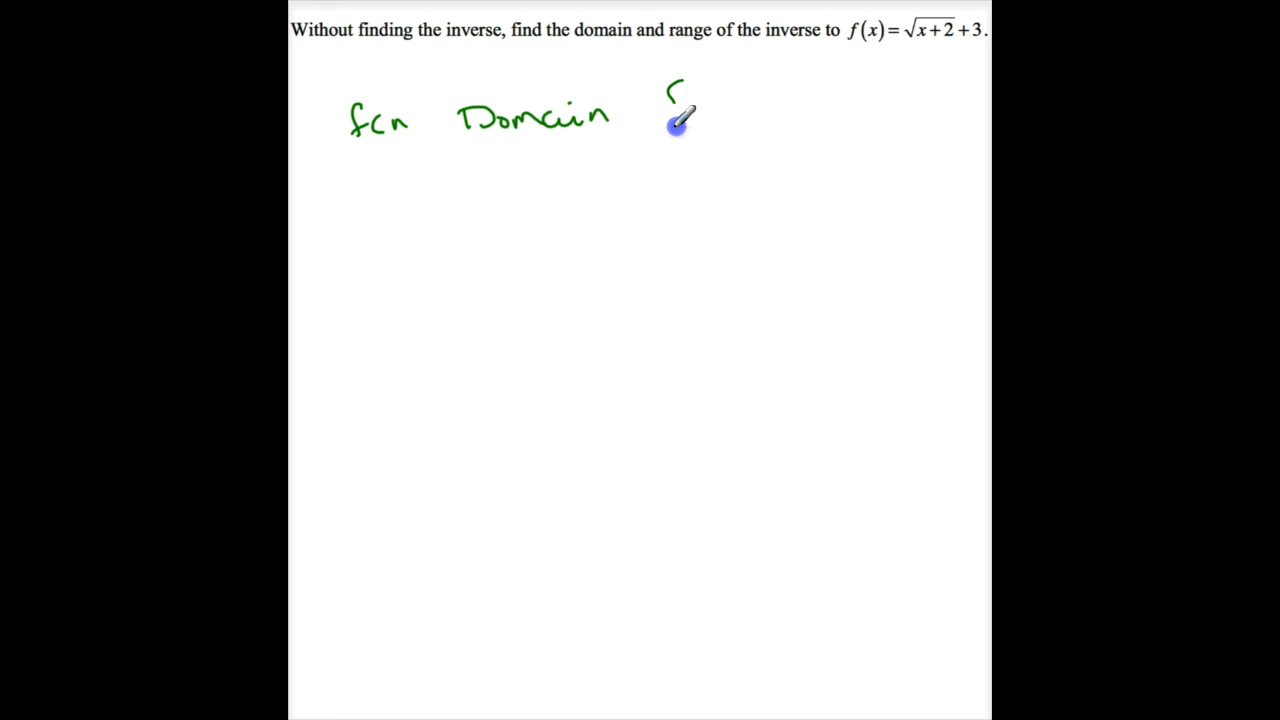 Without finding the inverse, find the domain and range of the inverse to f(x)=√x+2+3.
fcn Domain